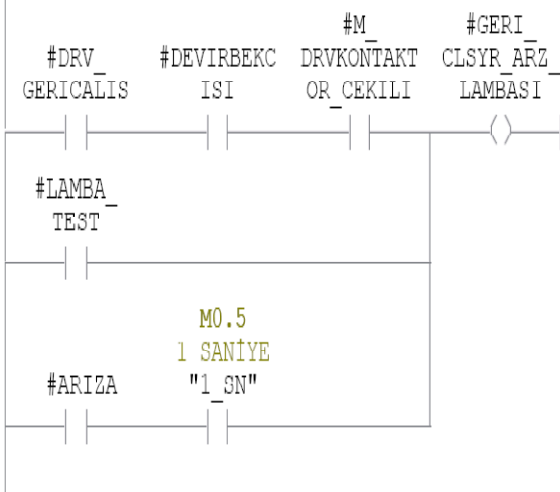 #DRV_
GERICALIS
#DEVIRBEKC
ISI
#M_
DRVKONTAKT
OR_CEKILI
#GERI_
CLSYR_ARZ_
LAMBASI
#LAMBA_
TEST
#ARIZA
M0.5
1 SANİYE
"1_SN"